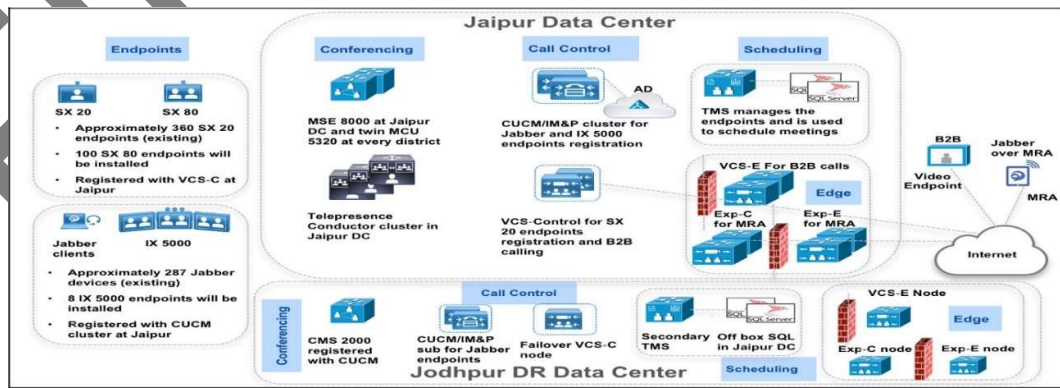 Jaipur Data Center
Endpoints
SX 20
SX 80
• Approximately 360 SX 20
endpoints (existing)
• 100 SX 80 endpoints will
be installed
• Registered with VCS-C at
Jaipur
Jabber
clients
IX 5000
• Approximately 287 Jabber
devices (existing)
• 8 IX 5000 endpoints will be
installed
• Registered with CUCM
cluster at Jaipur
Conferencing
MSE 8000 at Jaipur
DC and twin MCU
5320 at every district
Telepresence
Conductor cluster in
Jaipur DC
Call Control
AD
CUCM/IM&P cluster for
Jabber and IX 5000
endpoints registration
VCS-Control for SX
20 endpoints
registration and B2B
calling
Scheduling
SQL
SQL Server
TMS manages the
endpoints and is used
to schedule meetings
VCS-E For B2B calls
Edge
Exp-C
for MRA
Exp-E
for MRA
B2B
Video
Endpoint
Jabber
over MRA
MRA
Internet
Conferencing
CMS 2000
registered
with CUCM
Call Control
CUCM/IM&P
sub for Jabber
endpoints
Failover VCS-C
node
Secondary
TMS
Off box SQL
in Jaipur DC
Scheduling
VCS-E Node
Edge
Exp-C node
Exp-E node
Jodhpur DR Data Center